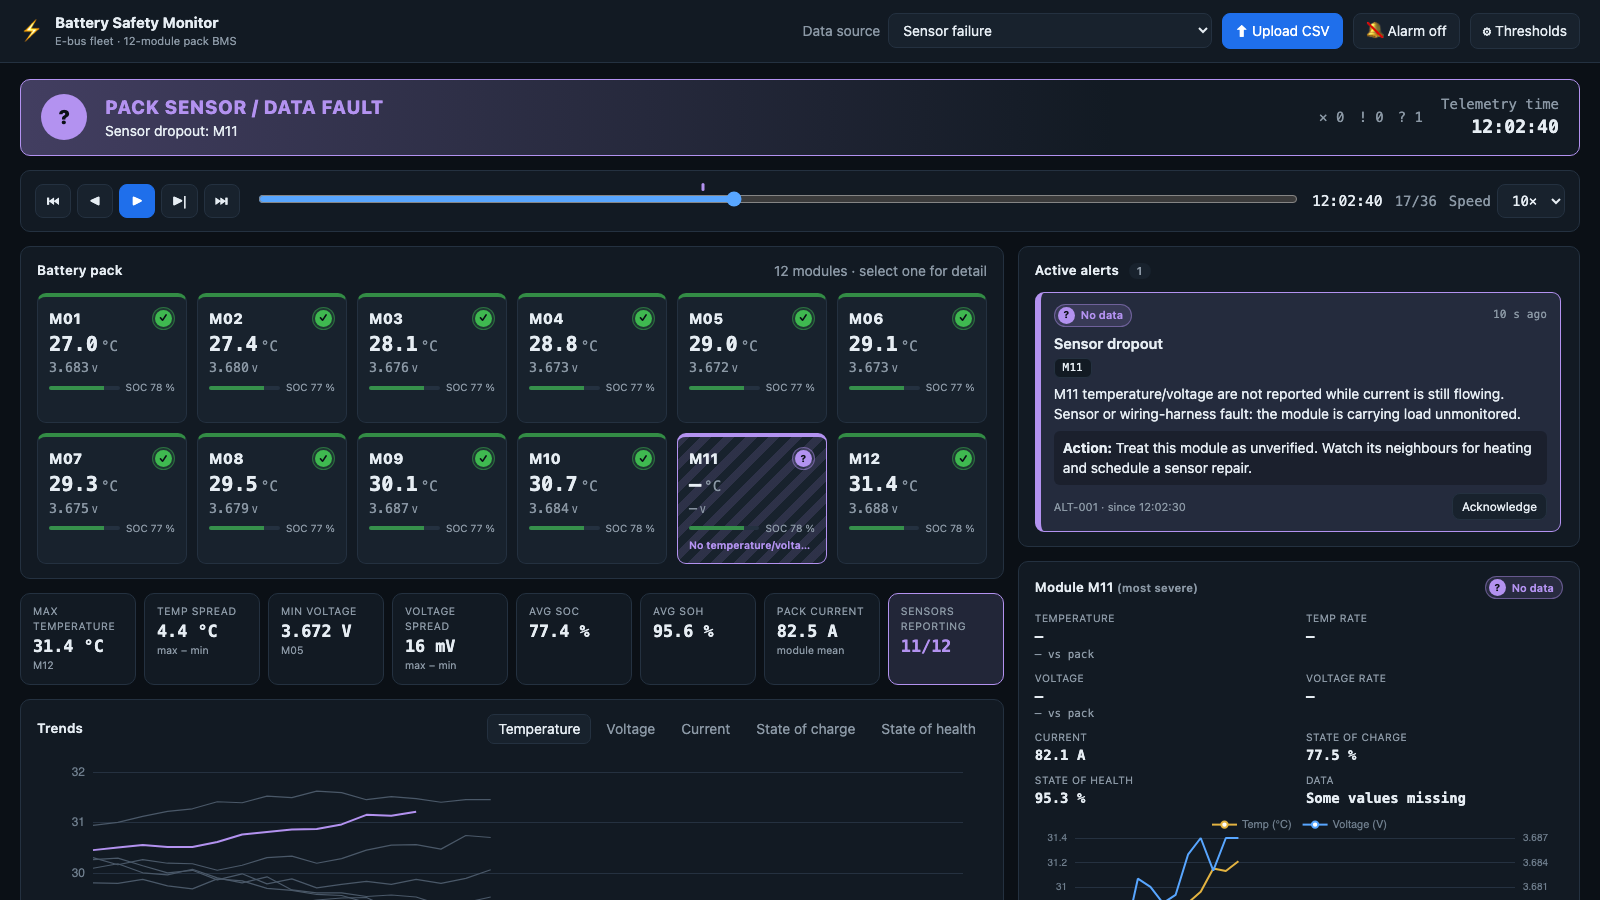 Battery Safety Monitor
E-bus fleet · 12-module pack BMS
Data source
Sensor failure
Upload CSV
Alarm off
Thresholds
?
PACK SENSOR / DATA FAULT
Sensor dropout: M11
× 0 ! 0 ? 1
Telemetry time
12:02:40
12:02:40 17/36 Speed 10×
Battery pack
12 modules · select one for detail
M01
27.0 °C
3.683 V
SOC 78 %
M02
27.4 °C
3.680 V
SOC 77 %
M03
28.1 °C
3.676 V
SOC 77 %
M04
28.8 °C
3.673 V
SOC 77 %
M05
29.0 °C
3.672 V
SOC 77 %
M06
29.1 °C
3.673 V
SOC 77 %
M07
29.3 °C
3.675 V
SOC 77 %
M08
29.5 °C
3.679 V
SOC 77 %
M09
30.1 °C
3.687 V
SOC 77 %
M10
30.7 °C
3.684 V
SOC 78 %
M11 ?
— °C
— V
SOC 78 %
No temperature/volta...
M12
31.4 °C
3.688 V
SOC 78 %
MAX
TEMPERATURE
31.4 °C
M12
TEMP SPREAD
4.4 °C
max – min
MIN VOLTAGE
3.672 V
M05
VOLTAGE
SPREAD
16 mV
max – min
AVG SOC
77.4 %
AVG SOH
95.6 %
PACK CURRENT
82.5 A
module mean
SENSORS
REPORTING
11/12
Trends
Temperature
Voltage
Current
State of charge
State of health
32
31
30
Active alerts 1
? No data
10 s ago
Sensor dropout
M11
M11 temperature/voltage are not reported while current is still flowing.
Sensor or wiring-harness fault: the module is carrying load unmonitored.
Action: Treat this module as unverified. Watch its neighbours for heating
and schedule a sensor repair.
ALT-001 · since 12:02:30
Acknowledge
Module M11 (most severe)
? No data
TEMPERATURE
—
— vs pack
TEMP RATE
—
VOLTAGE
—
— vs pack
VOLTAGE RATE
—
CURRENT
82.1 A
STATE OF CHARGE
77.5 %
STATE OF HEALTH
95.3 %
DATA
Some values missing
Temp (°C) Voltage (V)
31.4
31.2
31
3.687
3.684
3.681